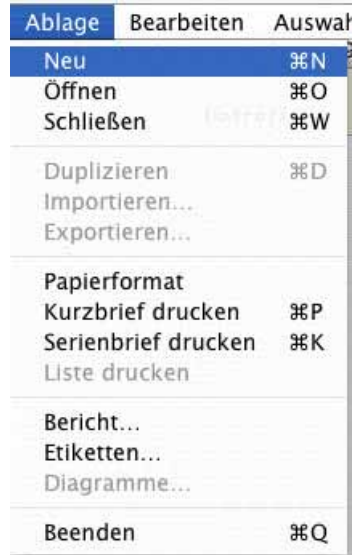 Ablage Bearbeiten
Neu ⌘N
Öffnen ⌘O
Schließen ⌘W
Duplizieren ⌘D
Importieren...
Exportieren...
Papierformat
Kurzbrief drucken ⌘P
Serienbrief drucken ⌘K
Liste drucken
Bericht...
Etiketten...
Diagramme...
Beenden ⌘Q